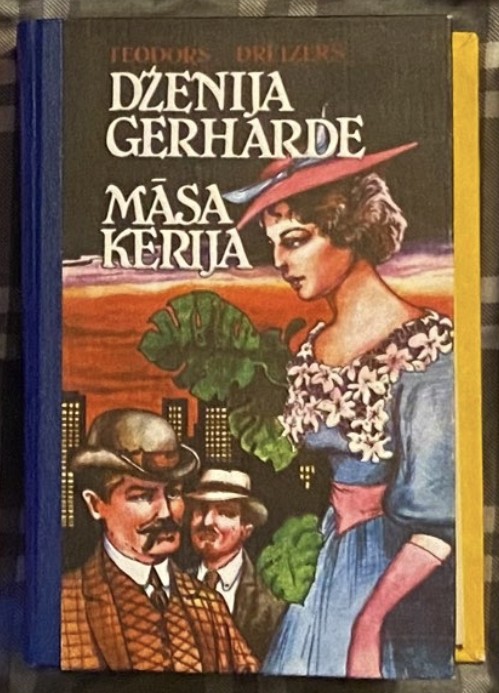 TEODORS DREIZERS
DŽENIJA
GERHARDE
MĀSA
KERIJA